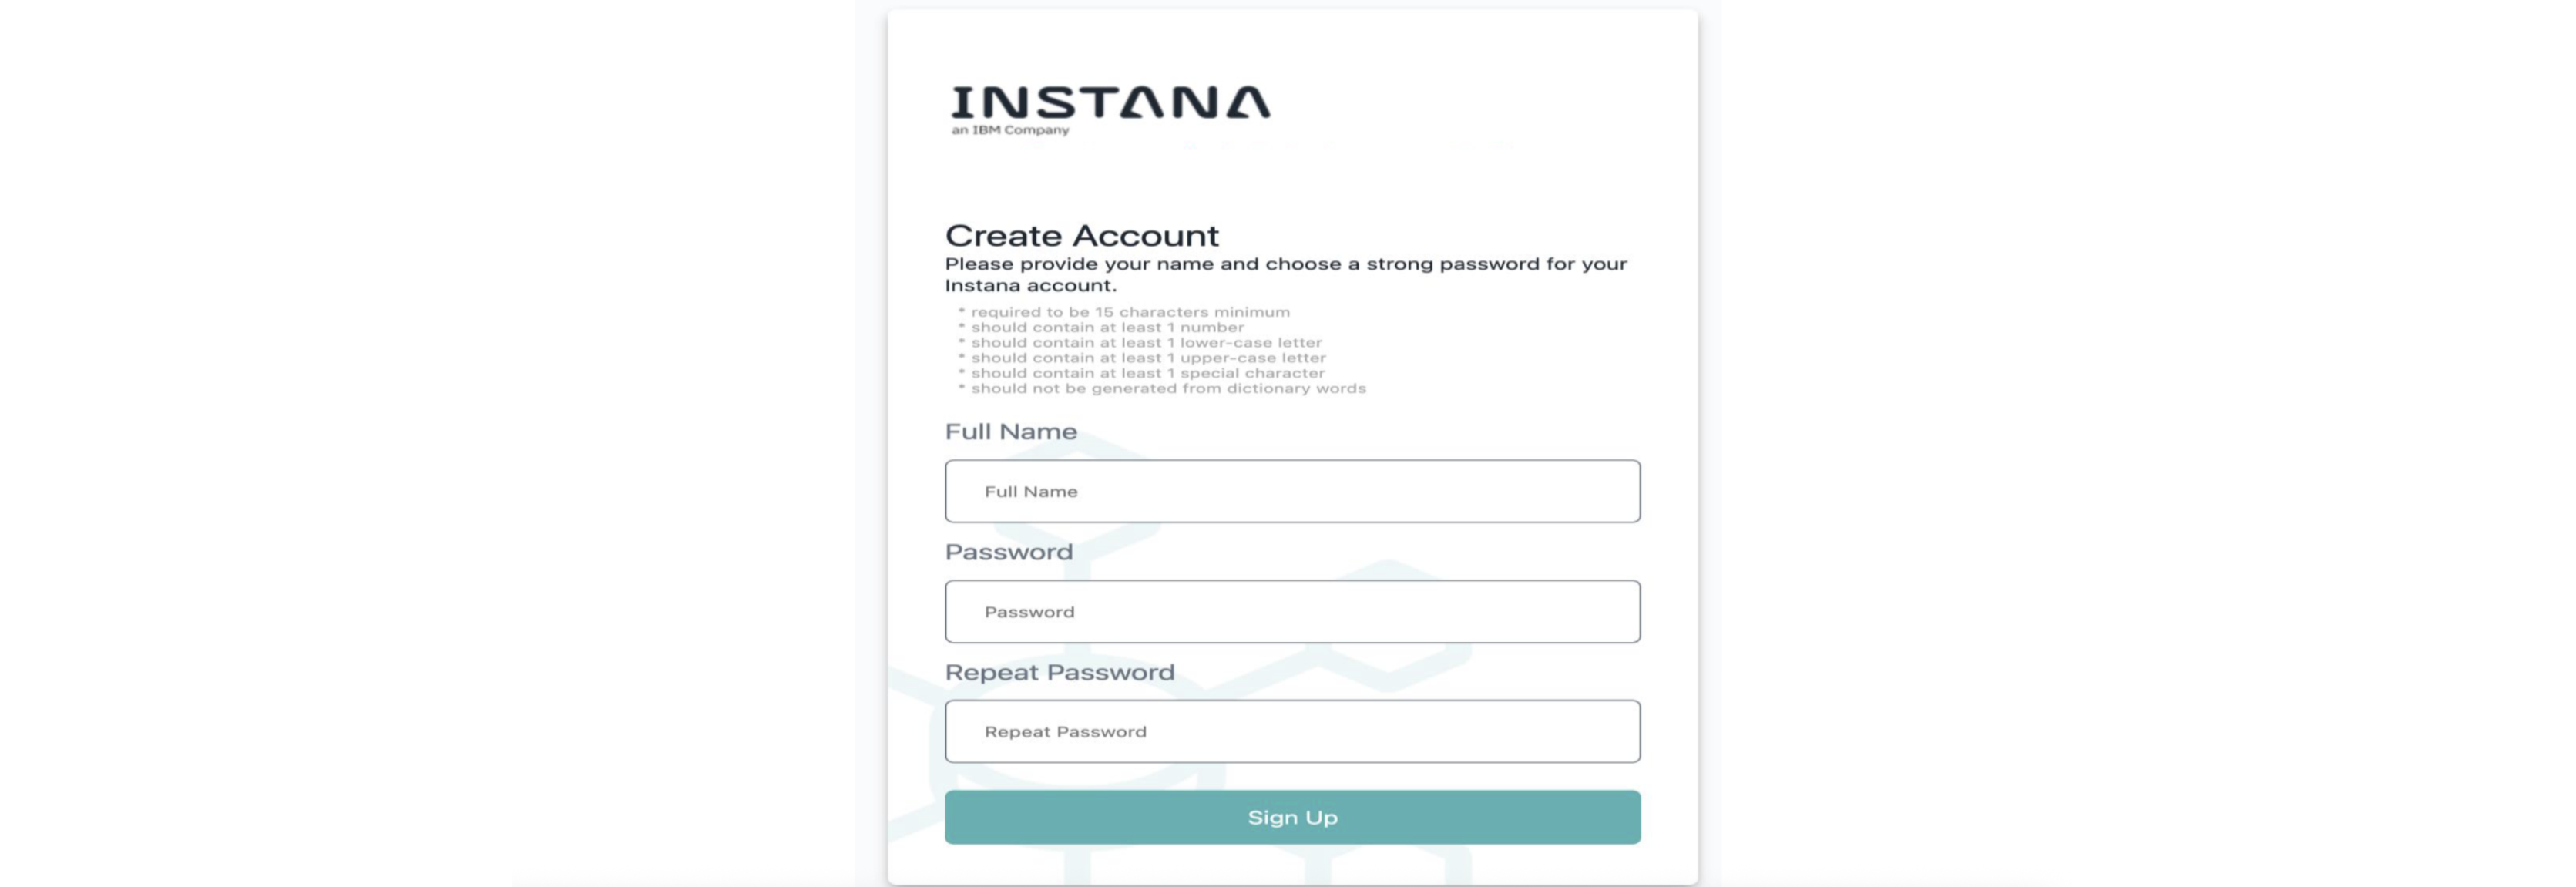 INSTANA
an IBM Company
Create Account
Please provide your name and choose a strong password for your
Instana account.
* required to be 15 characters minimum
* should contain at least 1 number
* should contain at least 1 lower-case letter
* should contain at least 1 upper-case letter
* should contain at least 1 special character
* should not be generated from dictionary words
Full Name
Full Name
Password
Password
Repeat Password
Repeat Password
Sign Up